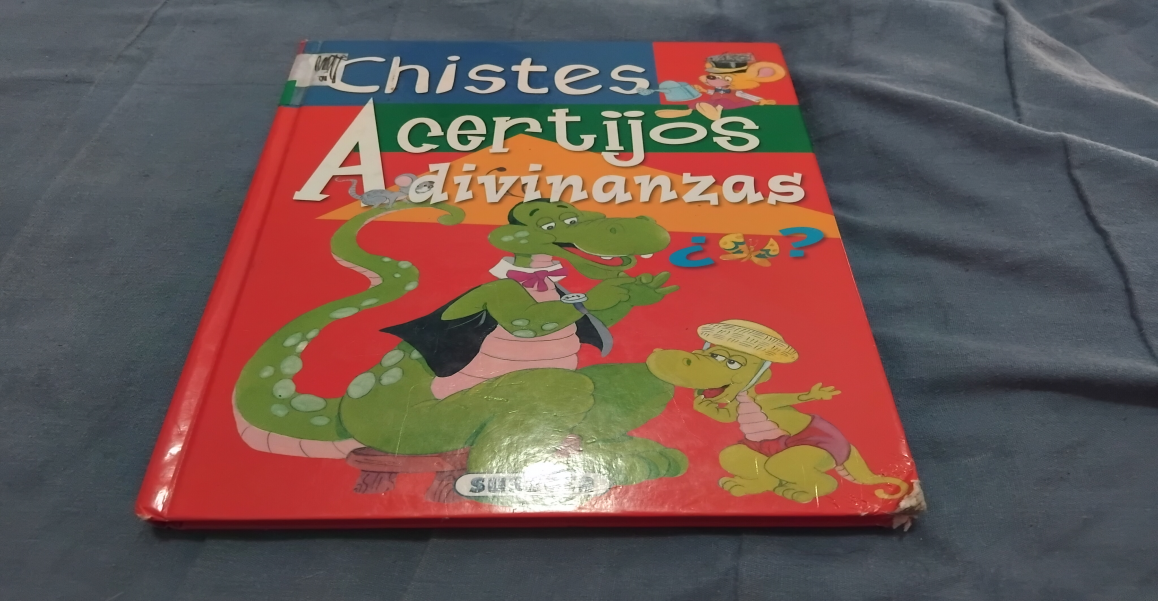 Chistes
Acertijos
Adivinanzas
¿ ?